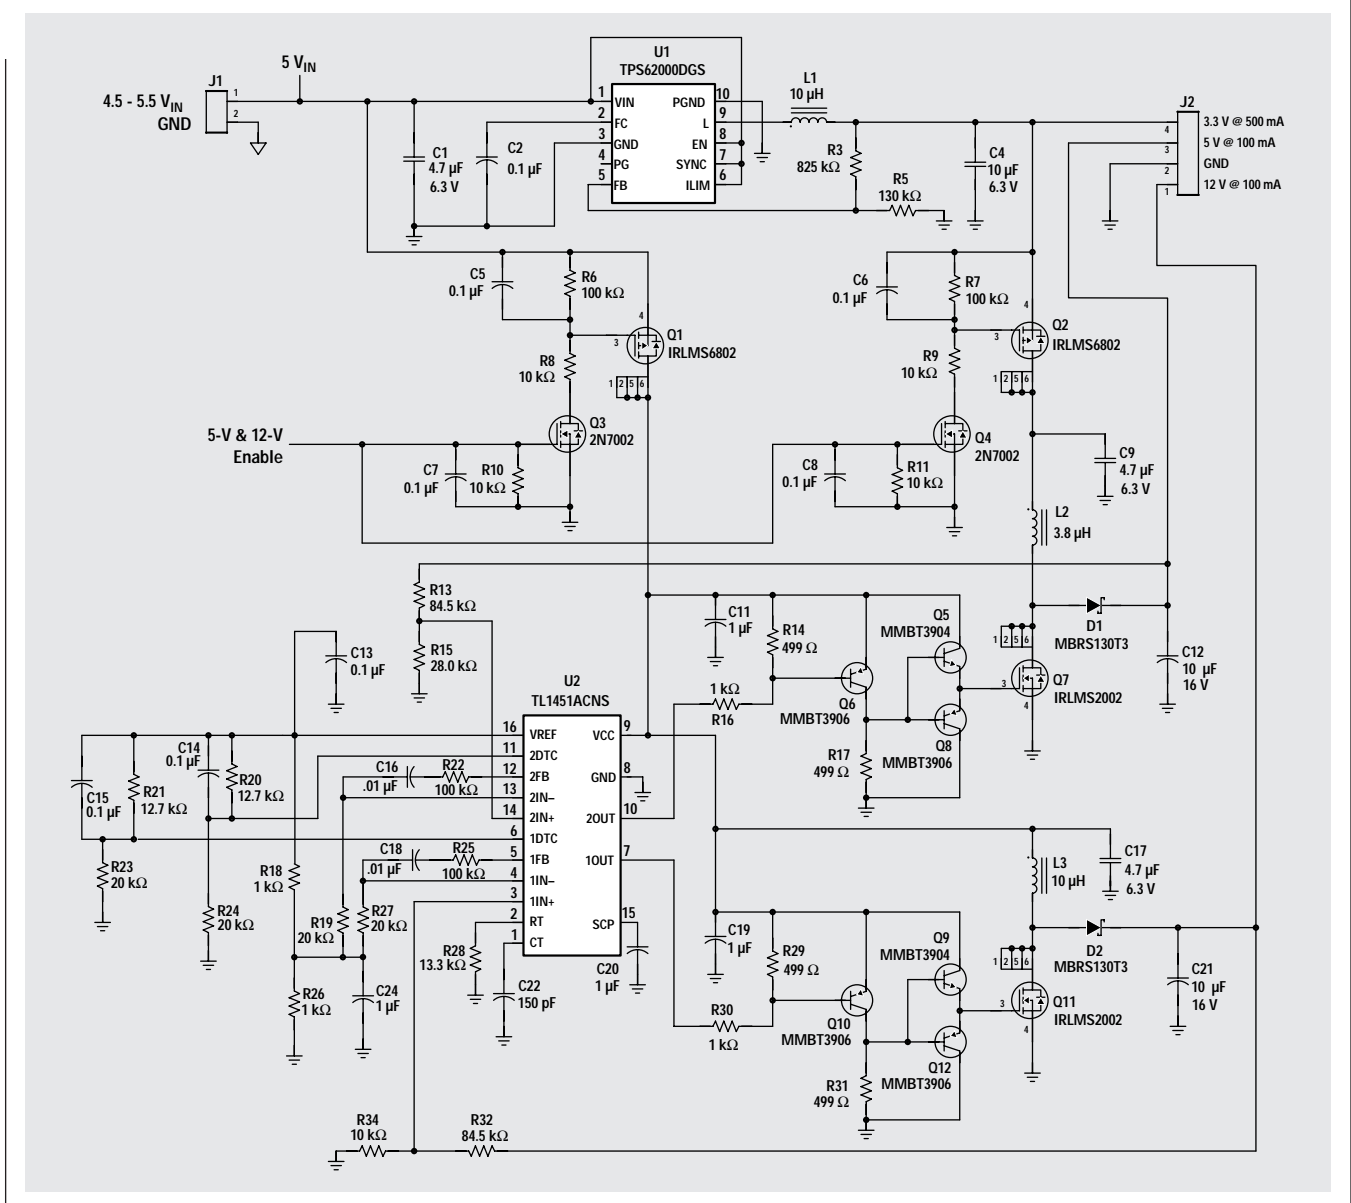 U1
TPS62000DGS
5 VIN
J1
4.5 - 5.5 VIN
GND
1
2
1 VIN
2 FC
3 GND
4 PG
5 FB
PGND 10
L 9
EN 8
SYNC 7
ILIM 6
L1
10 µH
J2
3.3 V @ 500 mA
5 V @ 100 mA
GND
12 V @ 100 mA
4
3
2
1
C1
4.7 µF
6.3 V
C2
0.1 µF
R3
825 kΩ
R5
130 kΩ
C4
10 µF
6.3 V
C5
0.1 µF
R6
100 kΩ
4
3
Q1
IRLMS6802
1 2 5 6
R8
10 kΩ
Q3
2N7002
C6
0.1 µF
R7
100 kΩ
4
3
Q2
IRLMS6802
1 2 5 6
R9
10 kΩ
Q4
2N7002
5-V & 12-V
Enable
C7
0.1 µF
R10
10 kΩ
C8
0.1 µF
R11
10 kΩ
C9
4.7 µF
6.3 V
L2
3.8 µH
R13
84.5 kΩ
R15
28.0 kΩ
C13
0.1 µF
C11
1 µF
R14
499 Ω
1 kΩ
R16
Q5
MMBT3904
Q6
MMBT3906
Q8
MMBT3906
R17
499 Ω
D1
MBRS130T3
1 2 5 6
3
4
Q7
IRLMS2002
C12
10 µF
16 V
U2
TL1451ACNS
16 VREF
11 2DTC
12 2FB
13 2IN–
14 2IN+
6 1DTC
5 1FB
4 1IN–
3 1IN+
2 RT
1 CT
VCC 9
GND 8
2OUT 10
1OUT 7
SCP 15
C14
0.1 µF
R20
12.7 kΩ
C15
0.1 µF
R21
12.7 kΩ
C16
.01 µF
R22
100 kΩ
C18
.01 µF
R25
100 kΩ
R23
20 kΩ
R24
20 kΩ
R18
1 kΩ
R19
20 kΩ
R27
20 kΩ
R26
1 kΩ
C24
1 µF
R28
13.3 kΩ
C22
150 pF
C20
1 µF
C19
1 µF
R29
499 Ω
R30
1 kΩ
Q9
MMBT3904
Q10
MMBT3906
Q12
MMBT3906
R31
499 Ω
L3
10 µH
C17
4.7 µF
6.3 V
D2
MBRS130T3
1 2 5 6
3
4
Q11
IRLMS2002
C21
10 µF
16 V
R34
10 kΩ
R32
84.5 kΩ